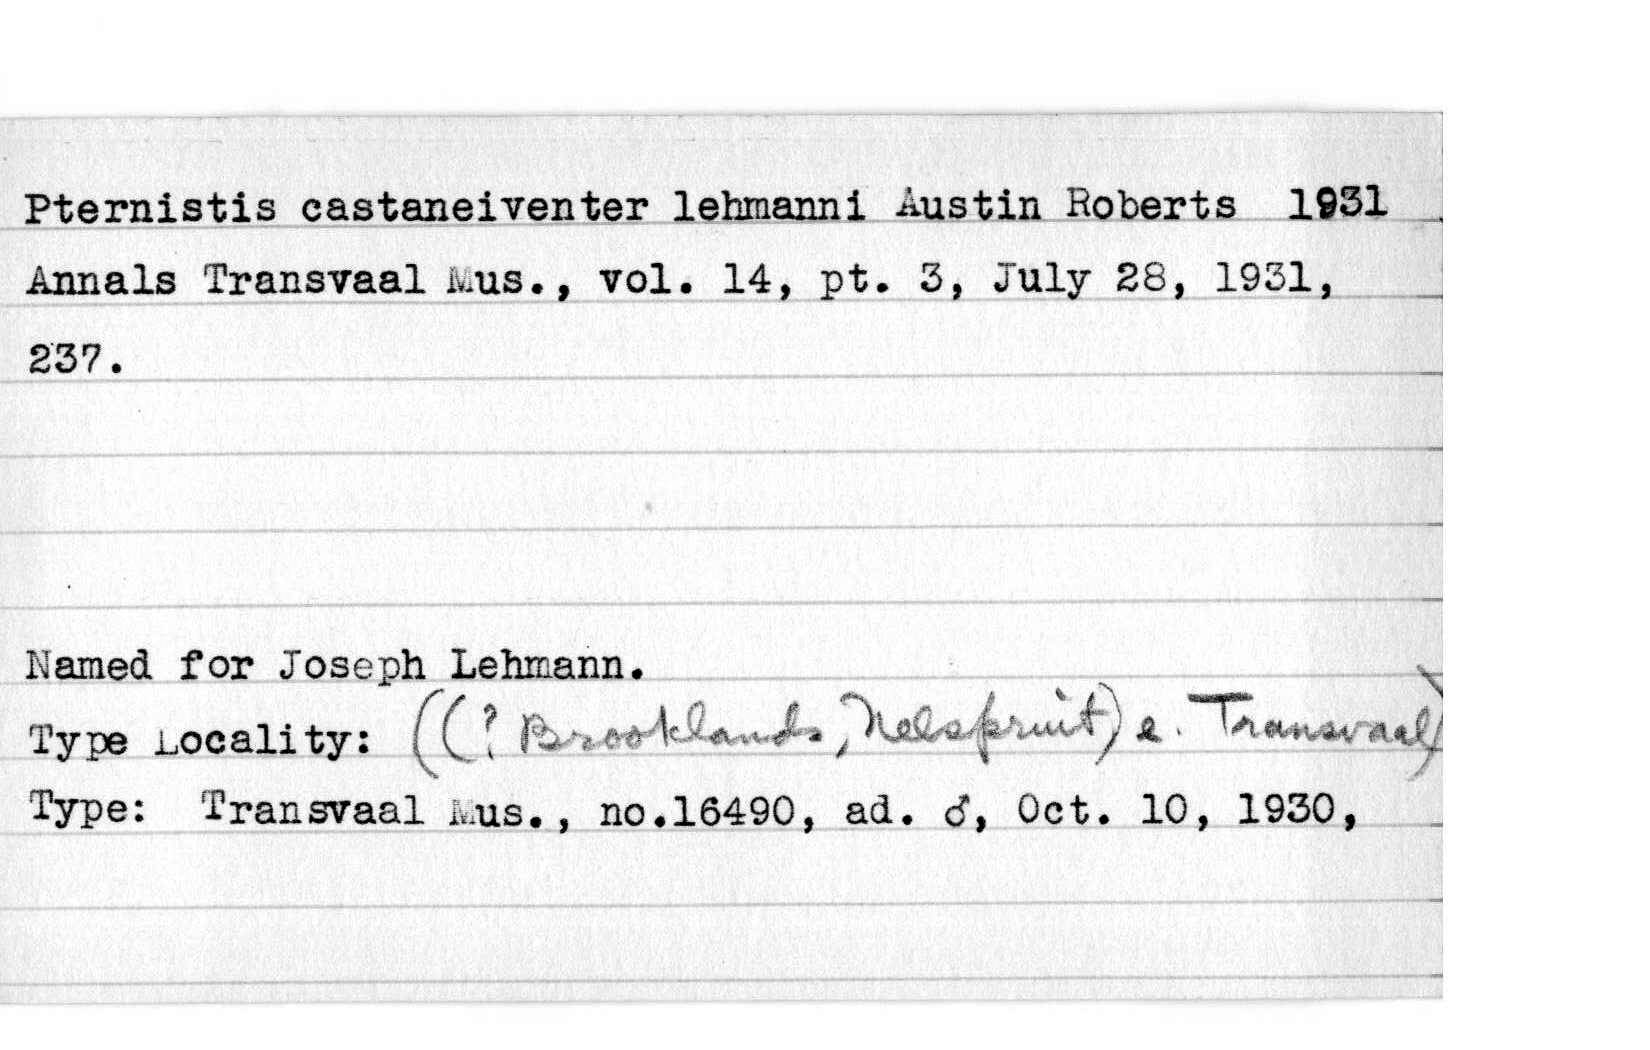 Pternistis castaneiventer lehmanni Austin Roberts 1931
Annals Transvaal Mus., vol. 14, pt. 3, July 28, 1931,
237.
Named for Joseph Lehmann.
Type Locality: ((? Brooklands, Nelspruit) e. Transvaal)
Type: Transvaal Mus., no.16490, ad. ♂, Oct. 10, 1930,